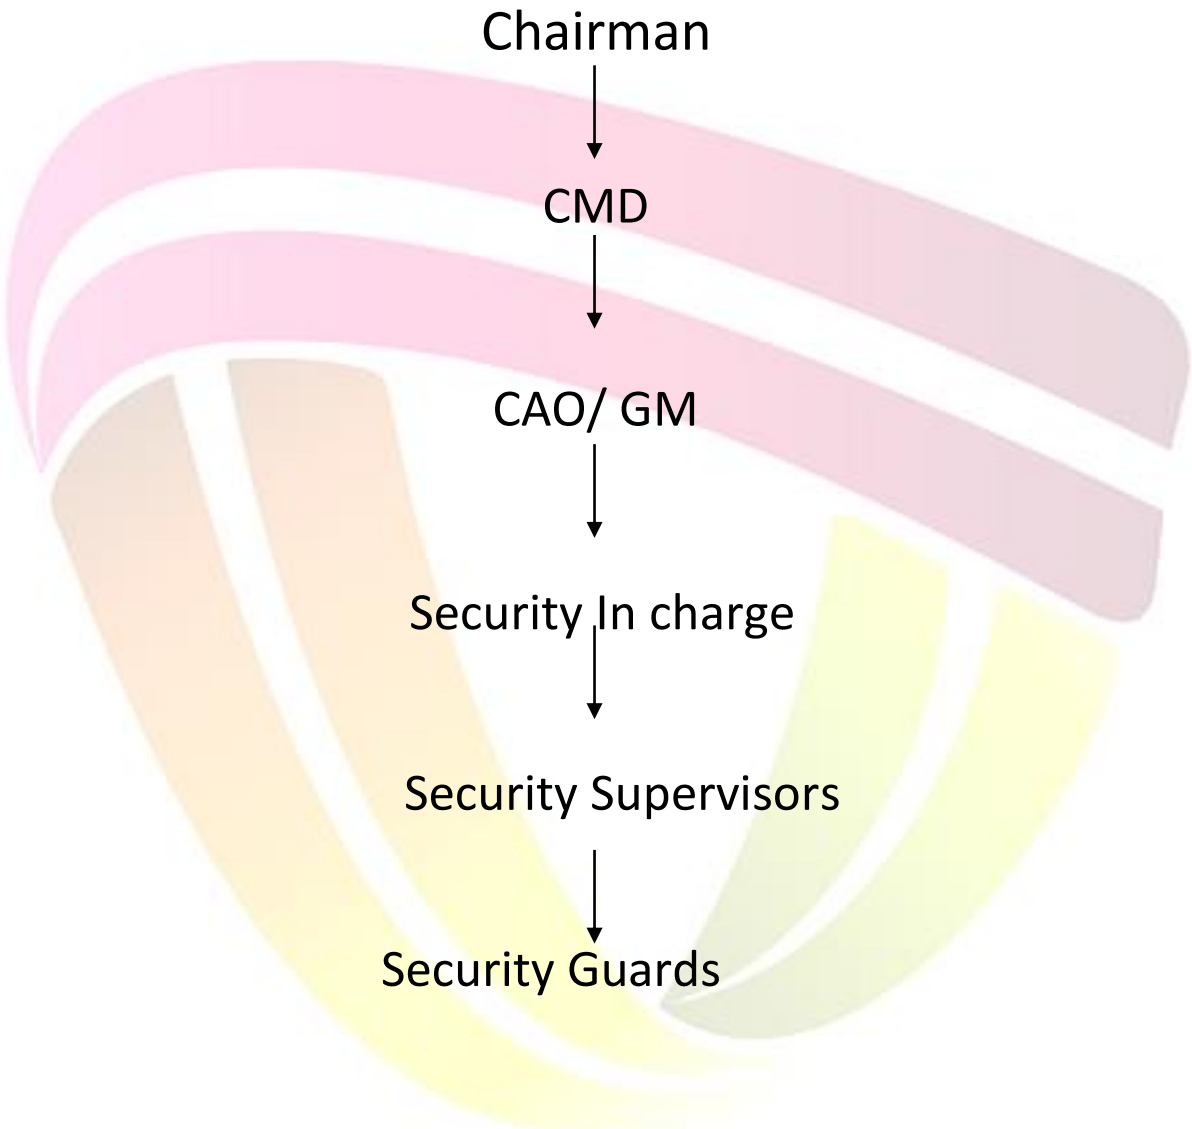 Chairman
CMD
CAO/ GM
Security In charge
Security Supervisors
Security Guards